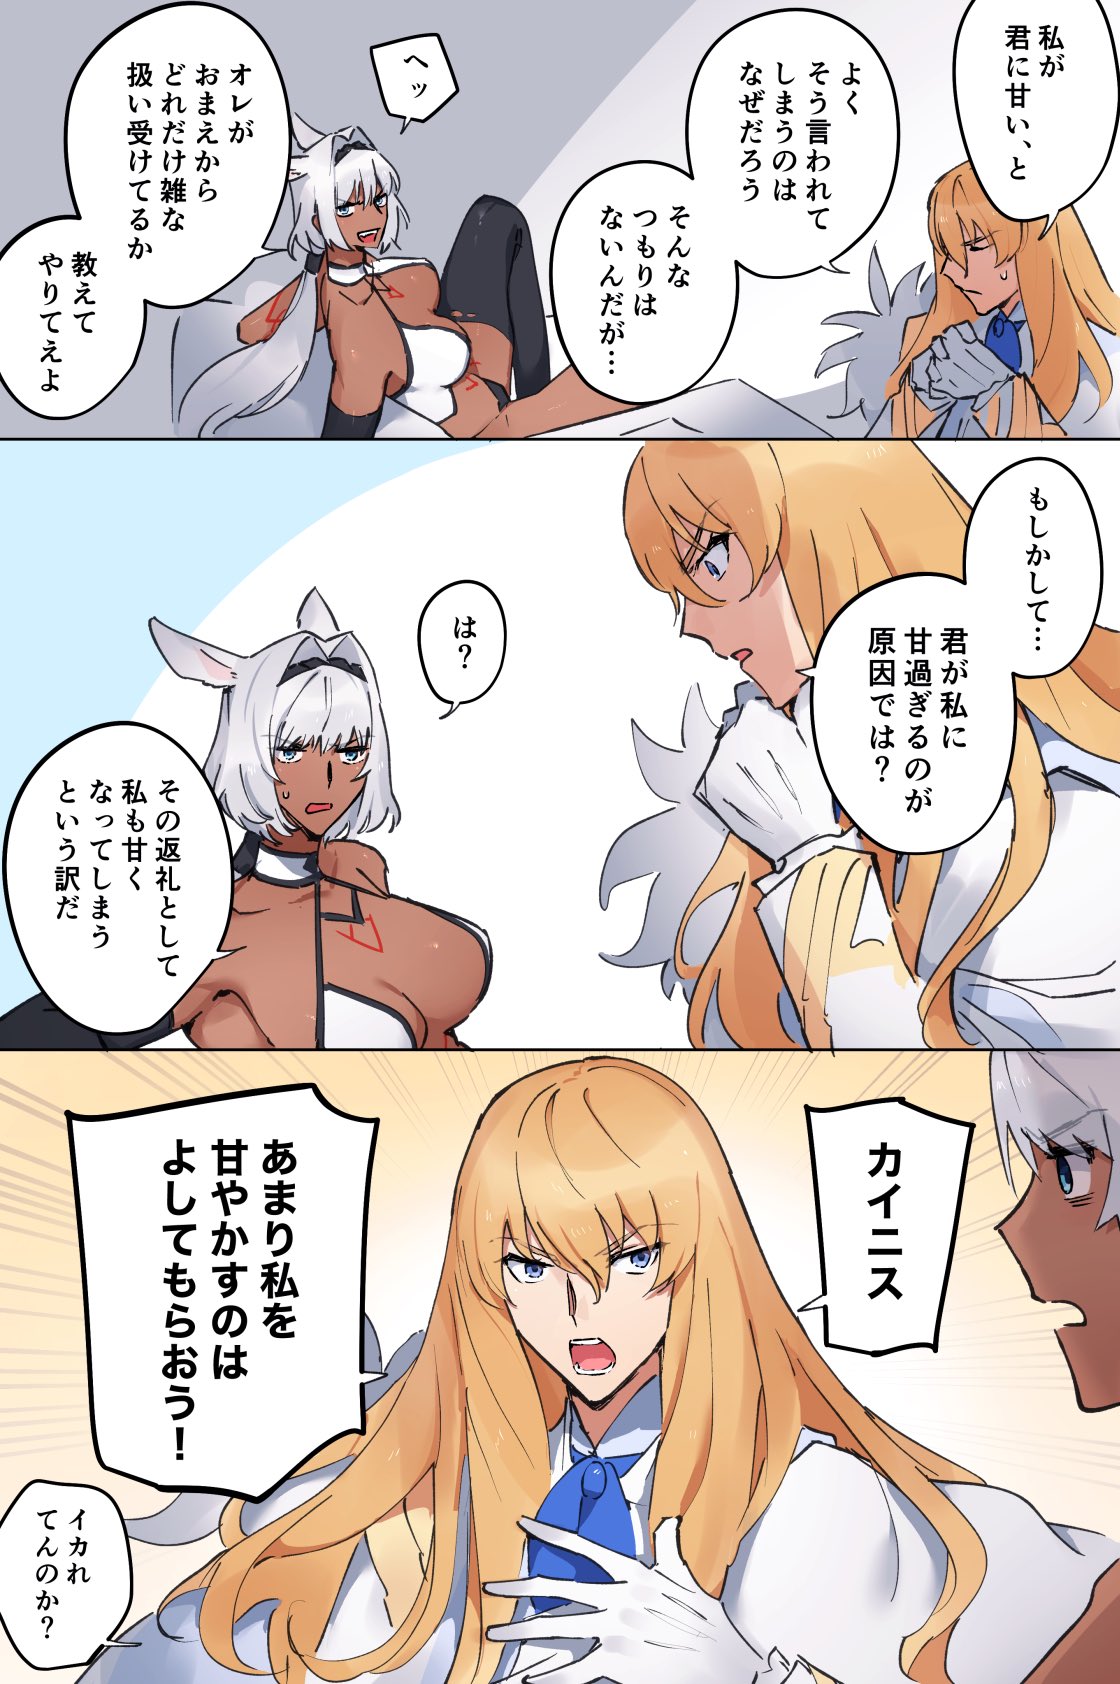 私が
君に甘い、と
よく
そう言われて
しまうのは
なぜだろう
そんな
つもりは
ないんだが…
ヘッ
オレが
おまえから
どれだけ雑な
扱い受けてるか
教えて
やりてえよ
もしかして…
君が私に
甘過ぎるのが
原因では？
は？
その返礼として
私も甘く
なってしまう
という訳だ
カイニス
あまり私を
甘やかすのは
よしてもらおう！
イカれ
てんのか？